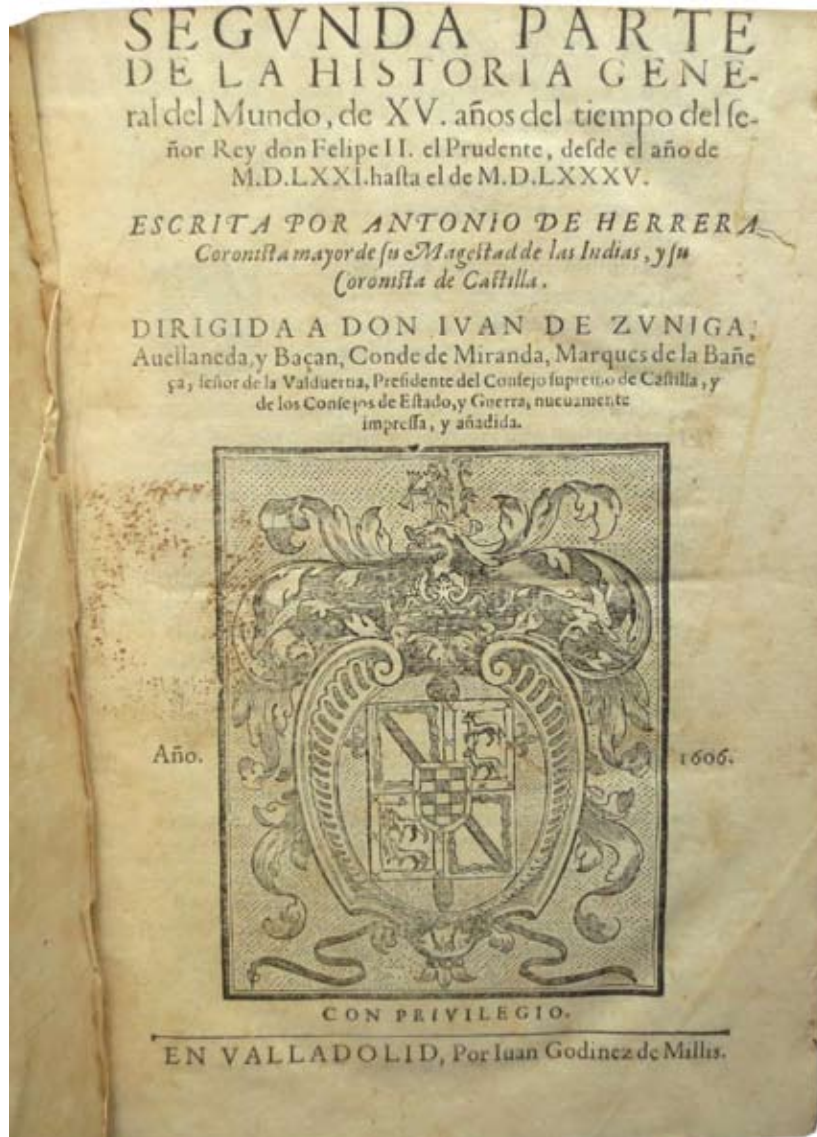 SEGVNDA PARTE
DE LA HISTORIA GENE-
ral del Mundo, de XV. años del tiempo del ſe-
ñor Rey don Felipe II. el Prudente, deſde el año de
M.D.LXXI. haſta el de M.D.LXXXV.
ESCRITA POR ANTONIO DE HERRERA
Coroniſta mayor de ſu Mageſtad de las Indias, y ſu
Coroniſta de Caſtilla.
DIRIGIDA A DON IVAN DE ZVNIGA,
Auellaneda, y Baçan, Conde de Miranda, Marques de la Bañe
ça, ſeñor de la Valduerna, Preſidente del Conſejo ſupremo de Caſtilla, y
de los Conſejos de Eſtado, y Guerra, nueuamente
impreſſa, y añadida.
Año. 1606.
CON PRIVILEGIO.
EN VALLADOLID, Por Iuan Godinez de Millis.